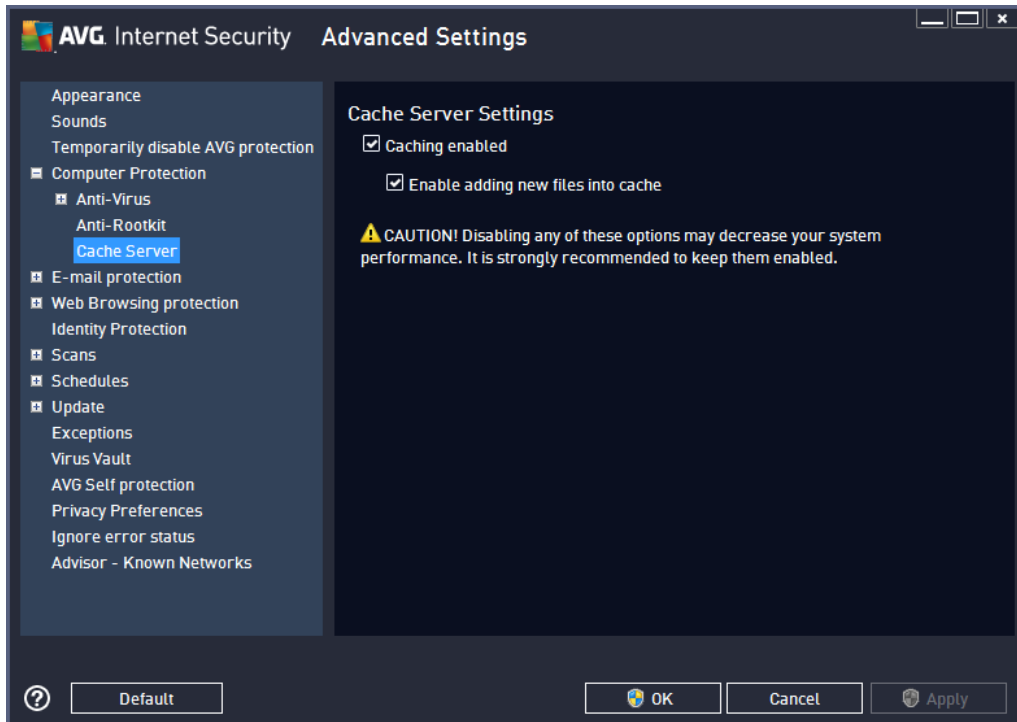 AVG. Internet Security Advanced Settings
Appearance
Sounds
Temporarily disable AVG protection
Computer Protection
Anti-Virus
Anti-Rootkit
Cache Server
E-mail protection
Web Browsing protection
Identity Protection
Scans
Schedules
Update
Exceptions
Virus Vault
AVG Self protection
Privacy Preferences
Ignore error status
Advisor - Known Networks
Cache Server Settings
Caching enabled
Enable adding new files into cache
CAUTION! Disabling any of these options may decrease your system
performance. It is strongly recommended to keep them enabled.
? Default OK Cancel Apply